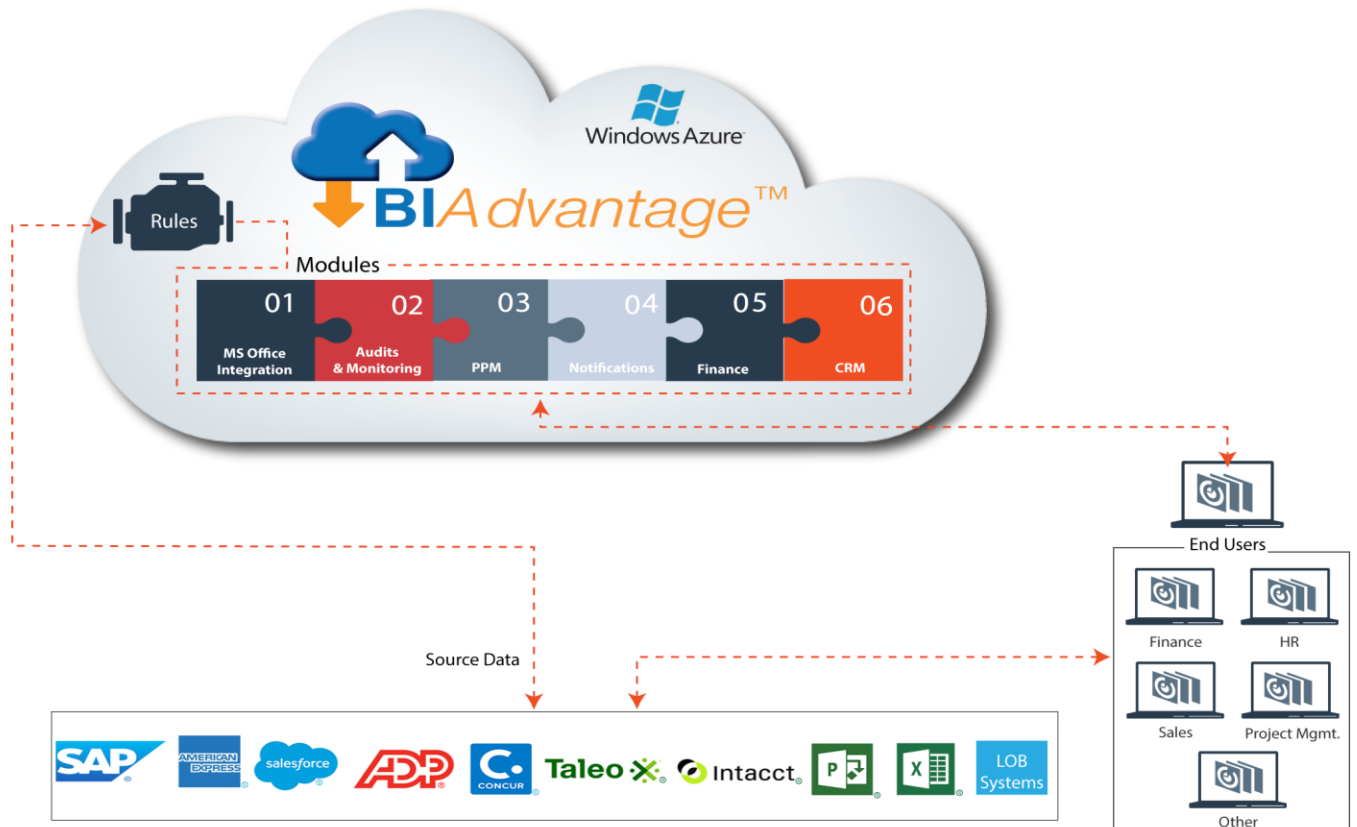 Windows Azure
BIAdvantage™
Rules
Modules
01
MS Office
Integration
02
Audits
& Monitoring
03
PPM
04
Notifications
05
Finance
06
CRM
End Users
Finance
HR
Sales
Project Mgmt.
Other
Source Data
SAP®
AMERICAN
EXPRESS®
salesforce®
ADP®
C.
CONCUR®
Taleo®
Intacct®
P®
X®
LOB
Systems